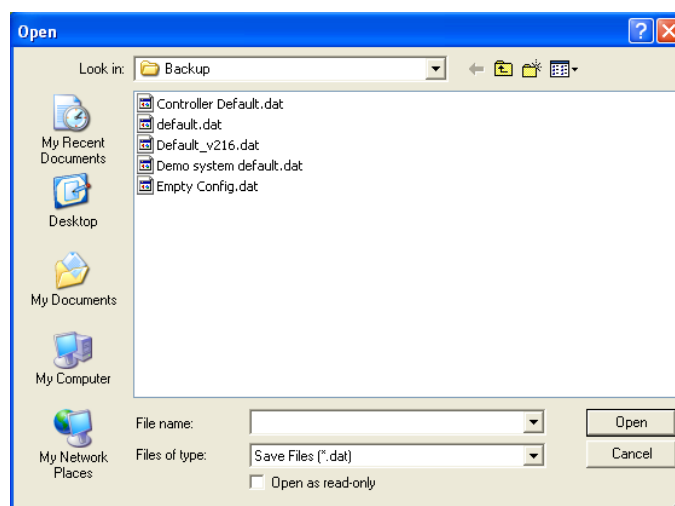 Open
Look in: Backup
Controller Default.dat
default.dat
Default_v216.dat
Demo system default.dat
Empty Config.dat
My Recent
Documents
Desktop
My Documents
My Computer
My Network
Places
File name:
Open
Files of type: Save Files (*.dat)
Cancel
Open as read-only